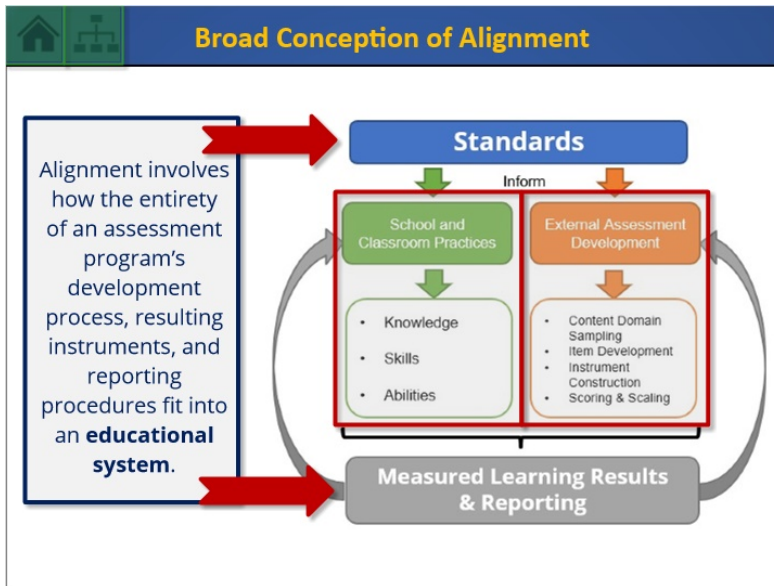 Broad Conception of Alignment
Alignment involves
how the entirety
of an assessment
program’s
development
process, resulting
instruments, and
reporting
procedures fit into
an educational
system.
Standards
Inform
School and
Classroom Practices
External Assessment
Development
• Knowledge
• Skills
• Abilities
• Content Domain
Sampling
• Item Development
• Instrument
Construction
• Scoring & Scaling
Measured Learning Results
& Reporting